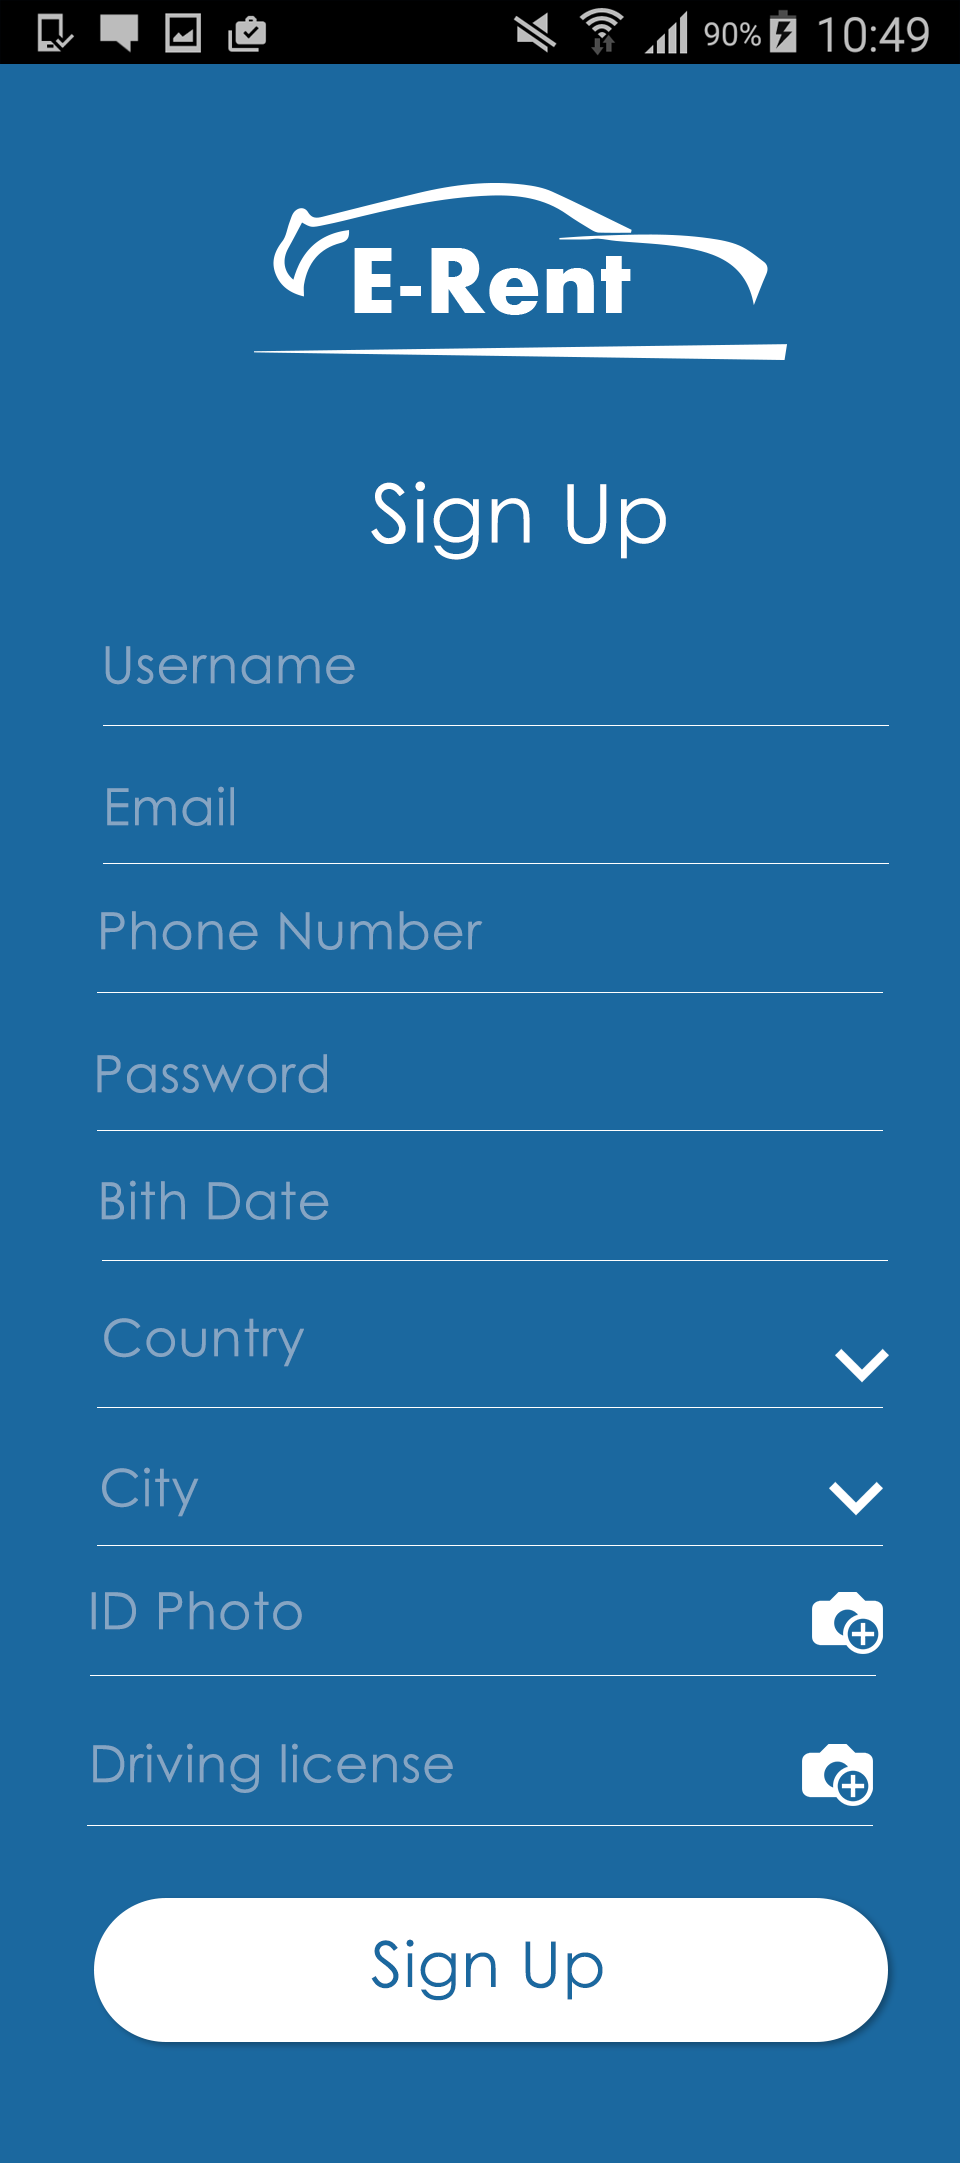 90% 10:49
E-Rent
Sign Up
Username
Email
Phone Number
Password
Bith Date
Country
City
ID Photo
Driving license
Sign Up